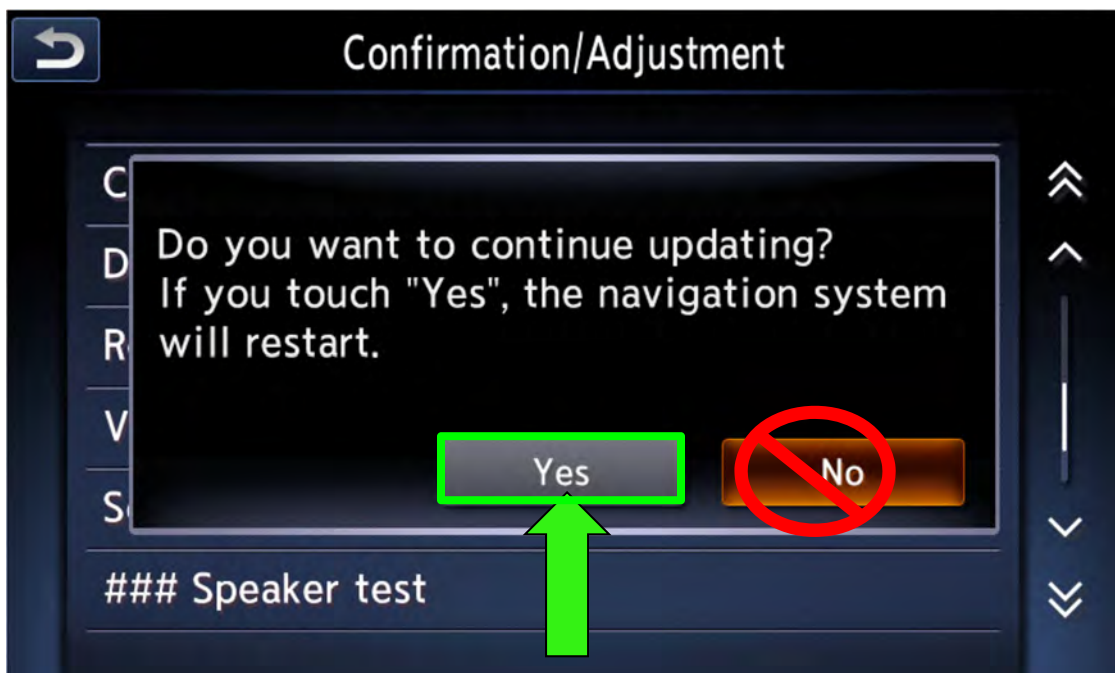 Confirmation/Adjustment
C
D
Do you want to continue updating?
If you touch "Yes", the navigation system
R
will restart.
V
Yes
No
S
### Speaker test